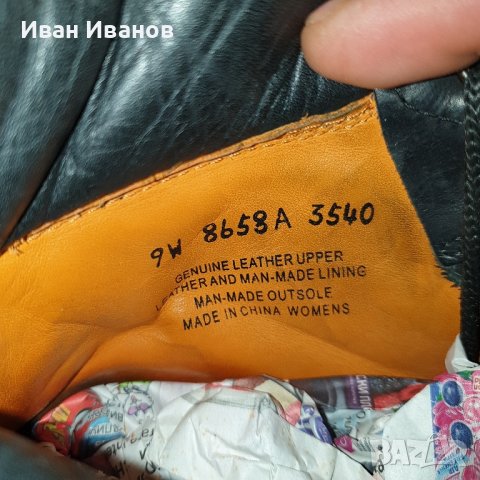 Иван Иванов
9W 8658A 3540
GENUINE LEATHER UPPER
LEATHER AND MAN-MADE LINING
MAN-MADE OUTSOLE
MADE IN CHINA WOMENS
BAZAR